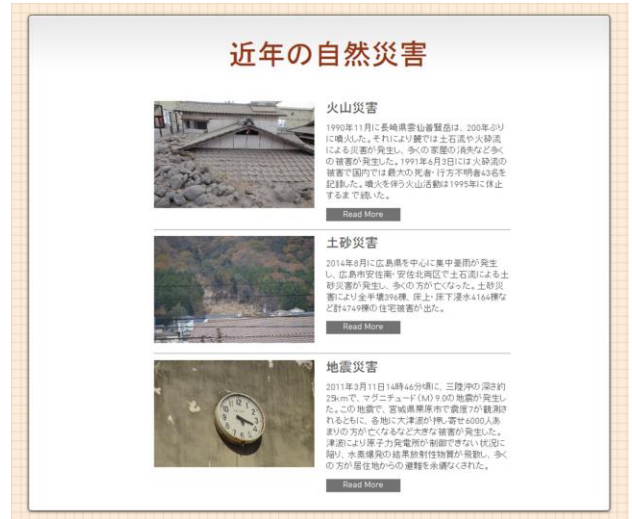 近年の自然災害
火山災害
1990年11月に長崎県雲仙普賢岳は、200年ぶり
に噴火した。それにより麓では土石流や火砕流
による災害が発生し、多くの家屋の消失など多く
の被害が発生した。1991年6月3日には火砕流の
被害で国内では最大の死者・行方不明者43名を
記録した。噴火を伴う火山活動は1995年に休止
するまで続いた。
Read More
土砂災害
2014年8月に広島県を中心に集中豪雨が発生
し、広島市安佐南・安佐北両区で土石流による土
砂災害が発生し、多くの方が亡くなった。土砂災
害により全半壊396棟、床上・床下浸水4164棟な
ど計4749棟の住宅被害が出た。
Read More
地震災害
2011年3月11日14時46分頃に、三陸沖の深さ約
25kmで、マグニチュード(M)9.0の地震が発生し
た。この地震で、宮城県栗原市で震度7が観測さ
れるともに、各地に大津波が押し寄せ6000人あ
まりの方が亡くなるなど大きな被害が発生した。
津波により原子力発電所が制御できない状況に
陥り、水素爆発の結果放射性物質が飛散し、多く
の方が居住地からの避難を余儀なくされた。
Read More